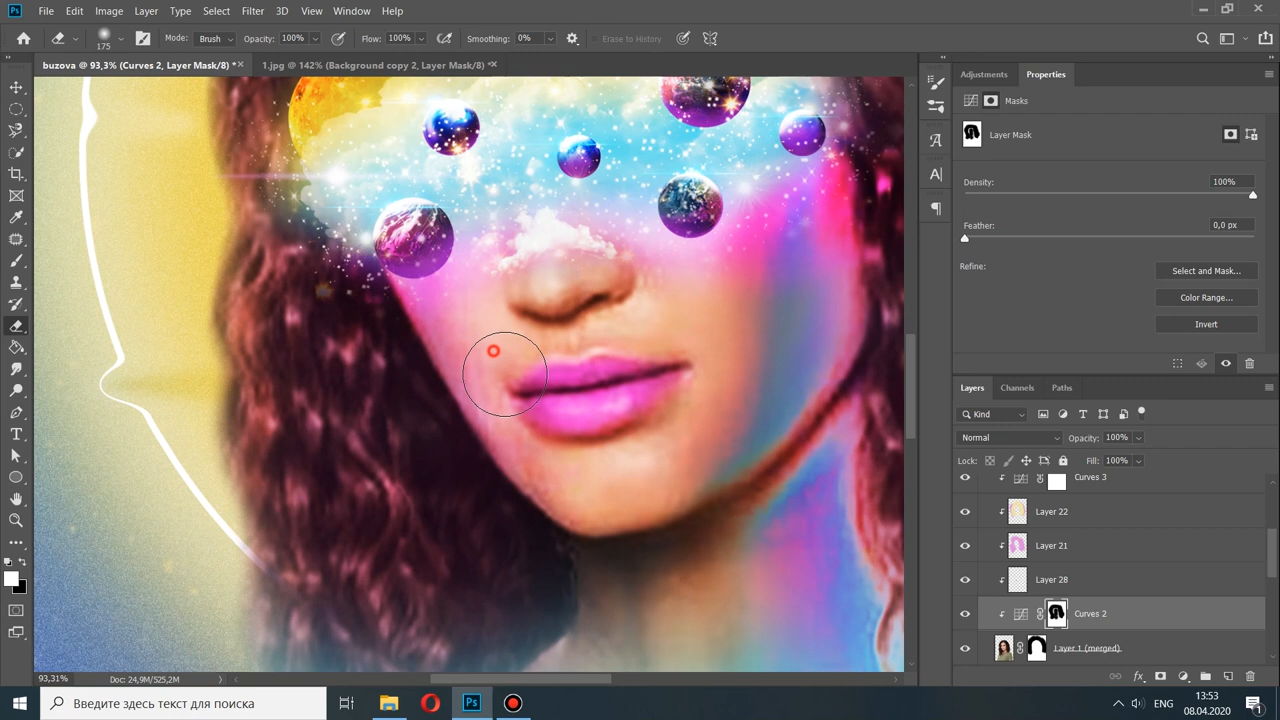 File Edit Image Layer Type Select Filter 3D View Window Help
175 Mode: Brush Opacity: 100% Flow: 100% Smoothing: 0% Erase to History
buzova @ 93,3% (Curves 2, Layer Mask/8) * 1.jpg @ 142% (Background copy 2, Layer Mask/8) *
Adjustments Properties
Masks
Layer Mask
Density: 100%
Feather: 0,0 px
Refine: Select and Mask...
Color Range...
Invert
Layers Channels Paths
Kind
Normal Opacity: 100%
Lock: Fill: 100%
Curves 3
Layer 22
Layer 21
Layer 28
Curves 2
Layer 1 (merged)
93,31% Doc: 24,9M/525,2M
Введите здесь текст для поиска
ENG
13:53
08.04.2020
1